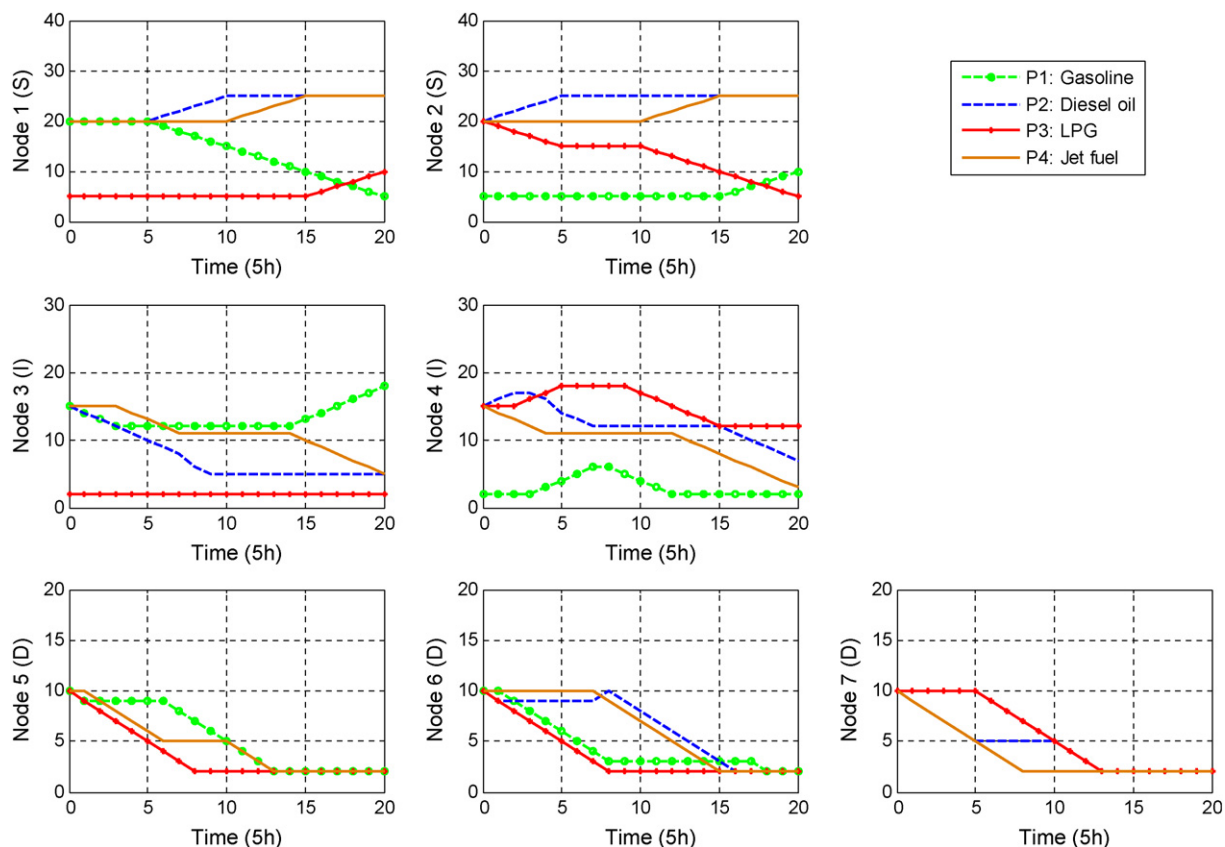 40
30
20
10
0
Node 1 (S)
0 5 10 15 20
Time (5h)
40
30
20
10
0
Node 2 (S)
0 5 10 15 20
Time (5h)
P1: Gasoline
P2: Diesel oil
P3: LPG
P4: Jet fuel
30
20
10
0
Node 3 (I)
0 5 10 15 20
Time (5h)
30
20
10
0
Node 4 (I)
0 5 10 15 20
Time (5h)
20
15
10
5
0
Node 5 (D)
0 5 10 15 20
Time (5h)
20
15
10
5
0
Node 6 (D)
0 5 10 15 20
Time (5h)
20
15
10
5
0
Node 7 (D)
0 5 10 15 20
Time (5h)